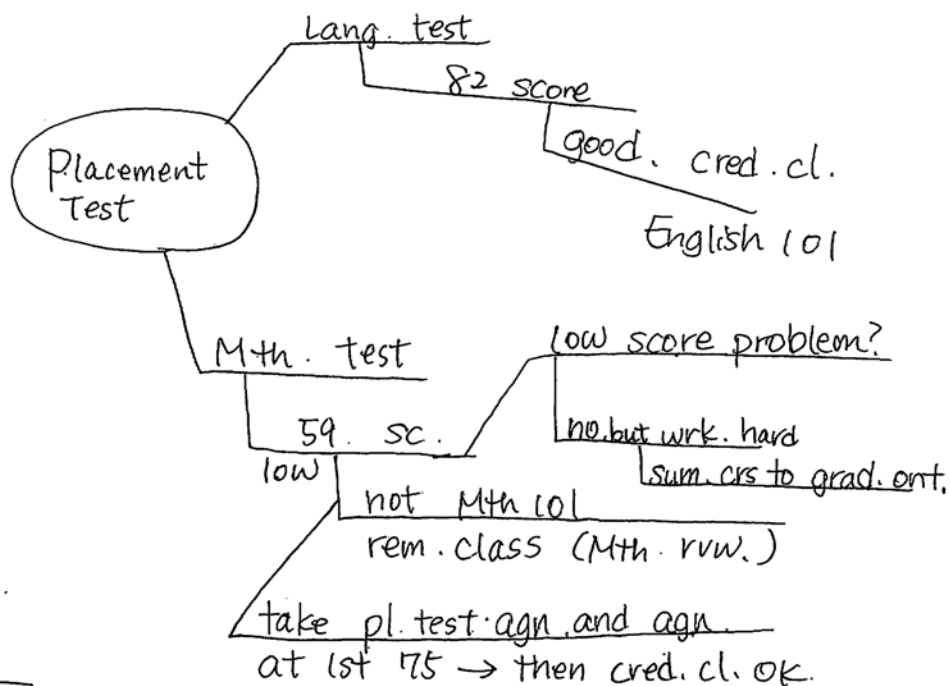 Lang. test
82 score
good. cred. cl.
English 101
Placement
Test
Mth. test
59. sc.
low
low score problem?
no. but wrk. hard
sum. crs to grad. ont.
not Mth 101
rem. class (Mth. rvw.)
take pl. test. agn. and agn.
at 1st 75 → then cred. cl. ok.